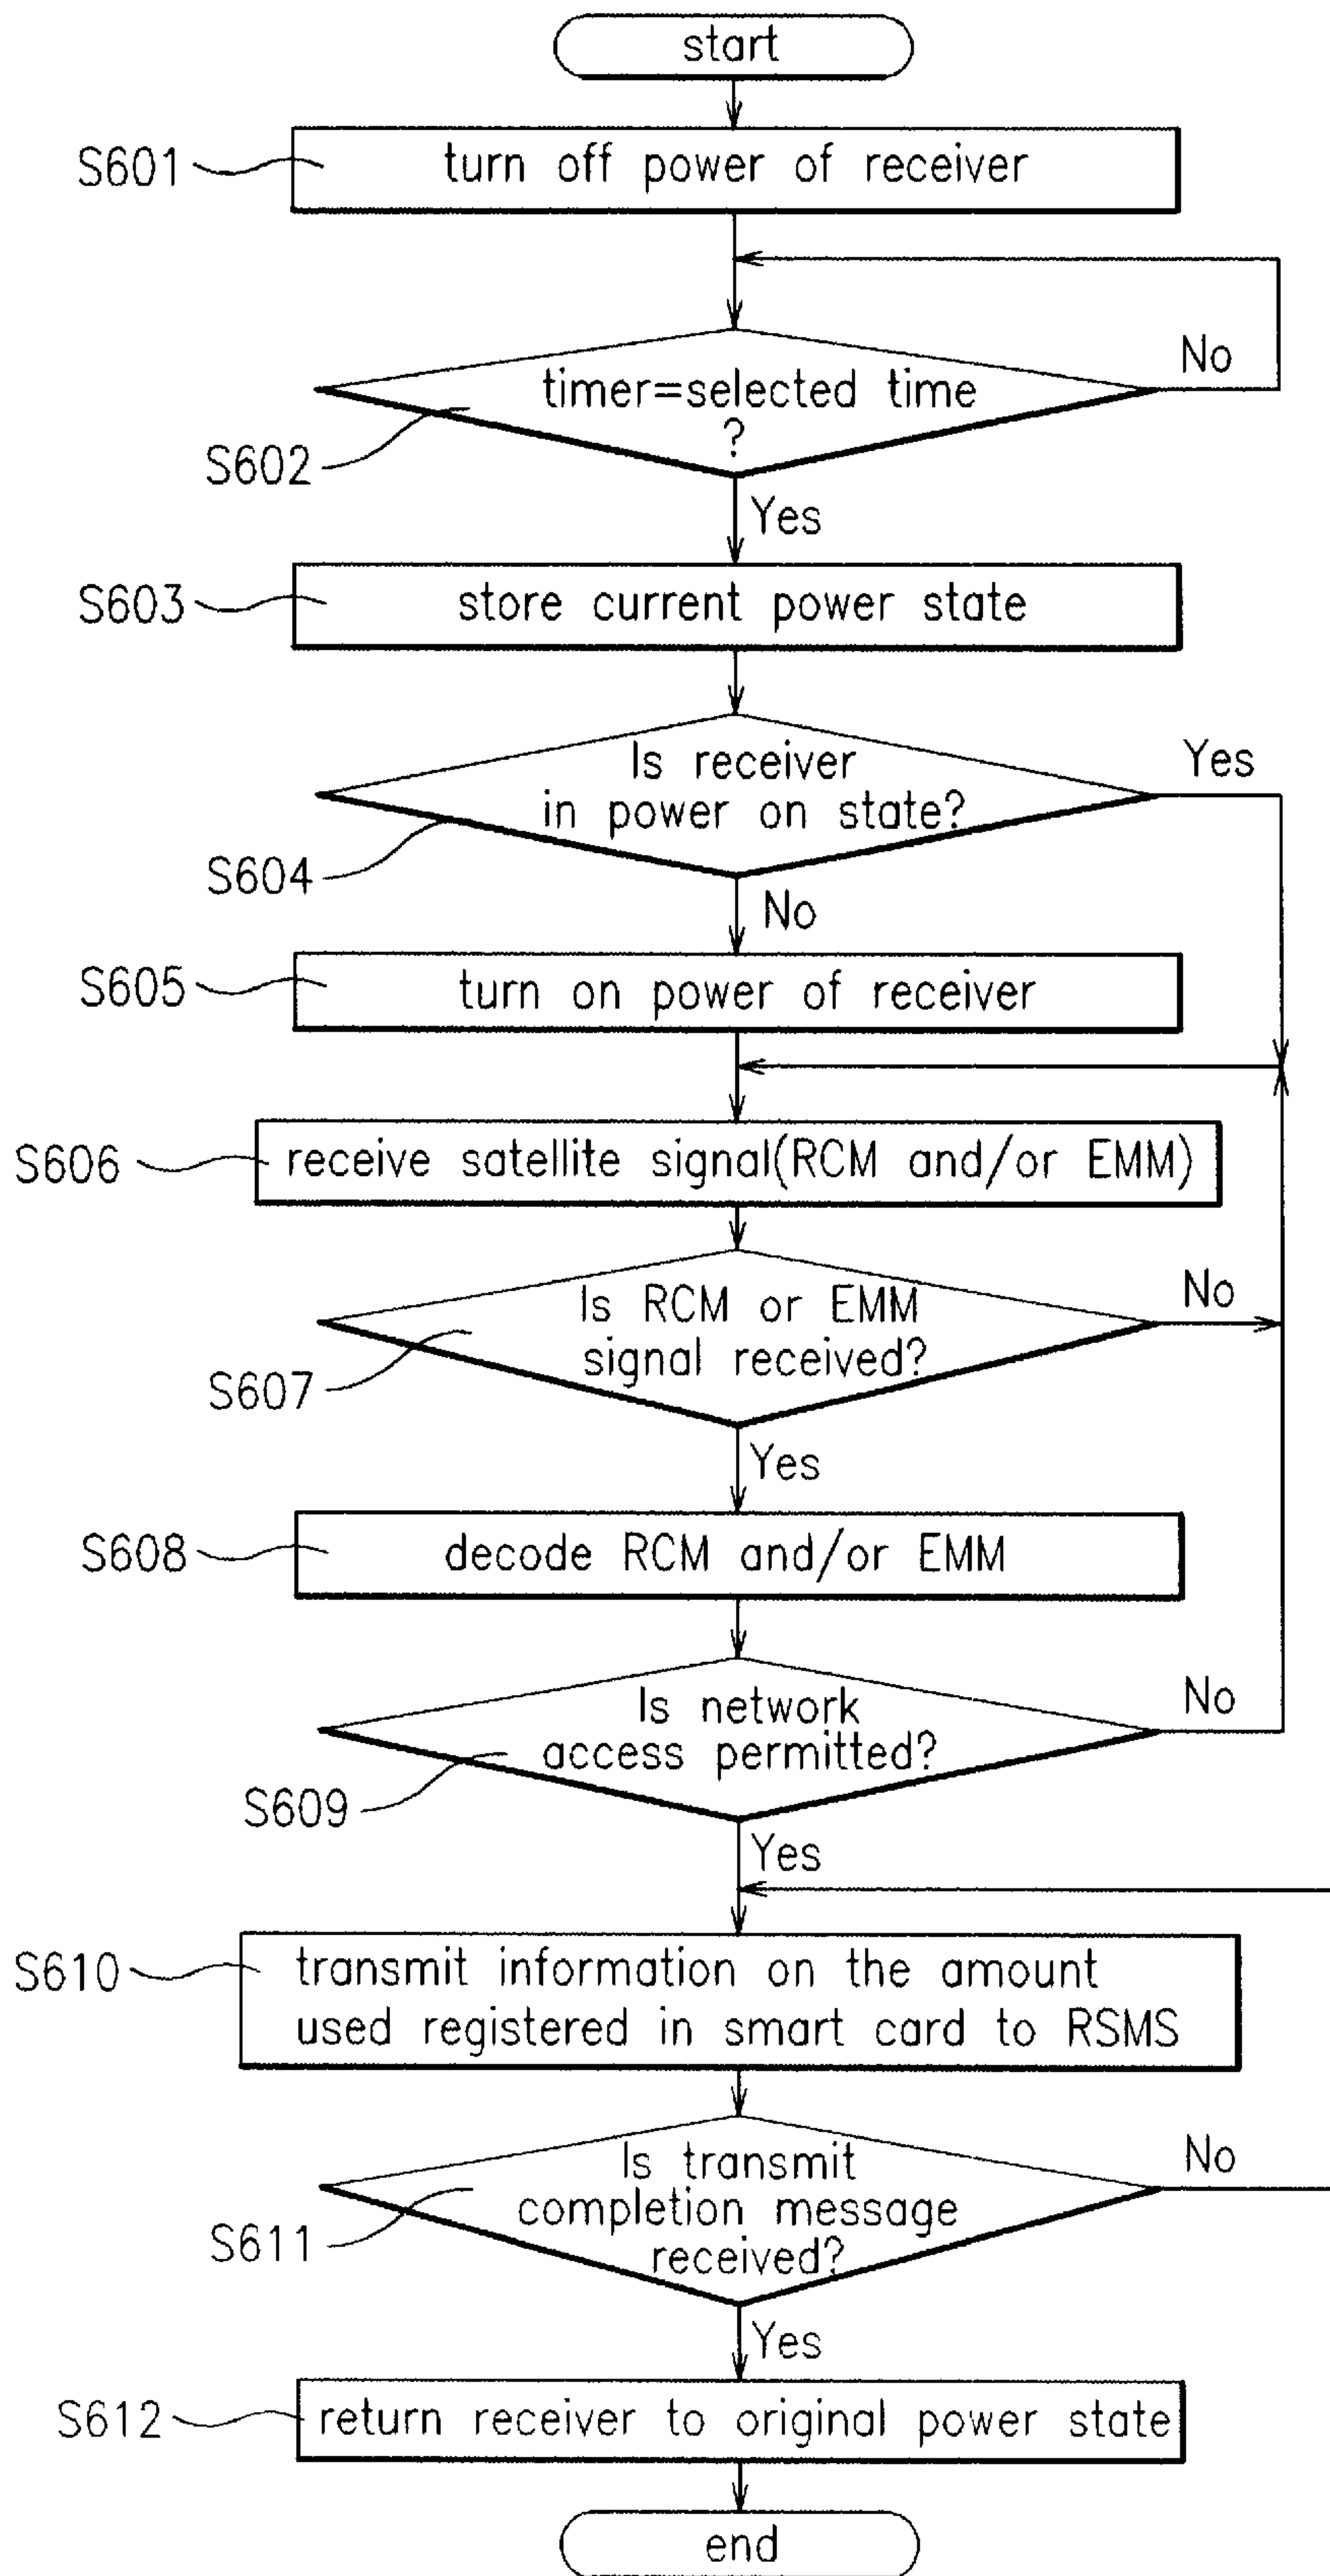 start
S601
turn off power of receiver
No
timer=selected time
?
S602
Yes
S603
store current power state
Is receiver
in power on state?
Yes
S604
No
S605
turn on power of receiver
S606
receive satellite signal(RCM and/or EMM)
Is RCM or EMM
signal received?
No
S607
Yes
S608
decode RCM and/or EMM
Is network
access permitted?
No
S609
Yes
S610
transmit information on the amount
used registered in smart card to RSMS
Is transmit
completion message
received?
No
S611
Yes
S612
return receiver to original power state
end